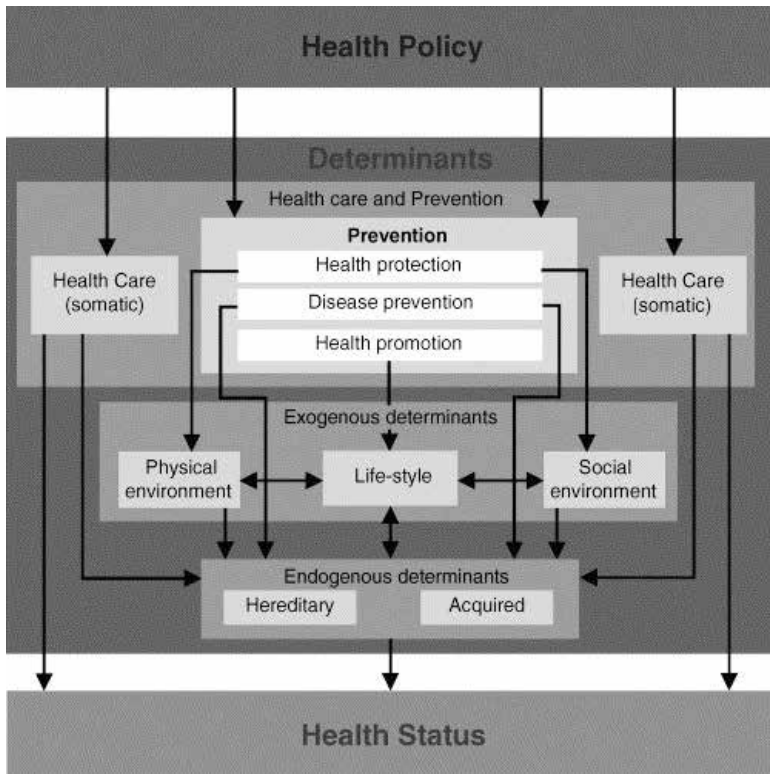 Health Policy
Determinants
Health care and Prevention
Prevention
Health protection
Disease prevention
Health promotion
Health Care
(somatic)
Health Care
(somatic)
Exogenous determinants
Physical
environment
Life-style
Social
environment
Endogenous determinants
Hereditary
Acquired
Health Status